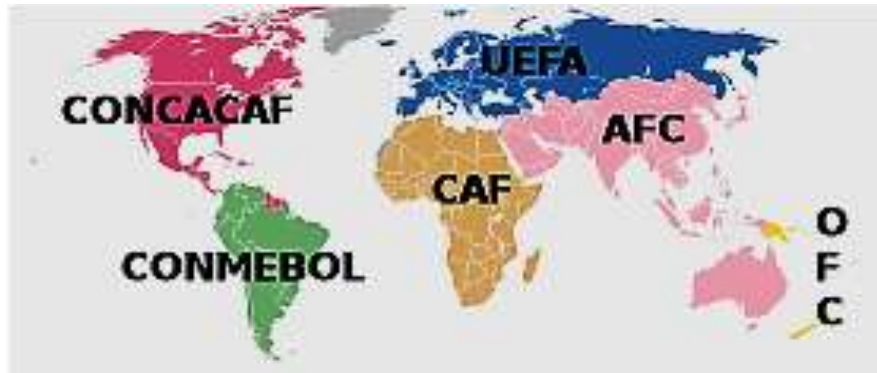 UEFA
CONCACAF
AFC
CAF
CONMEBOL
O
F
C